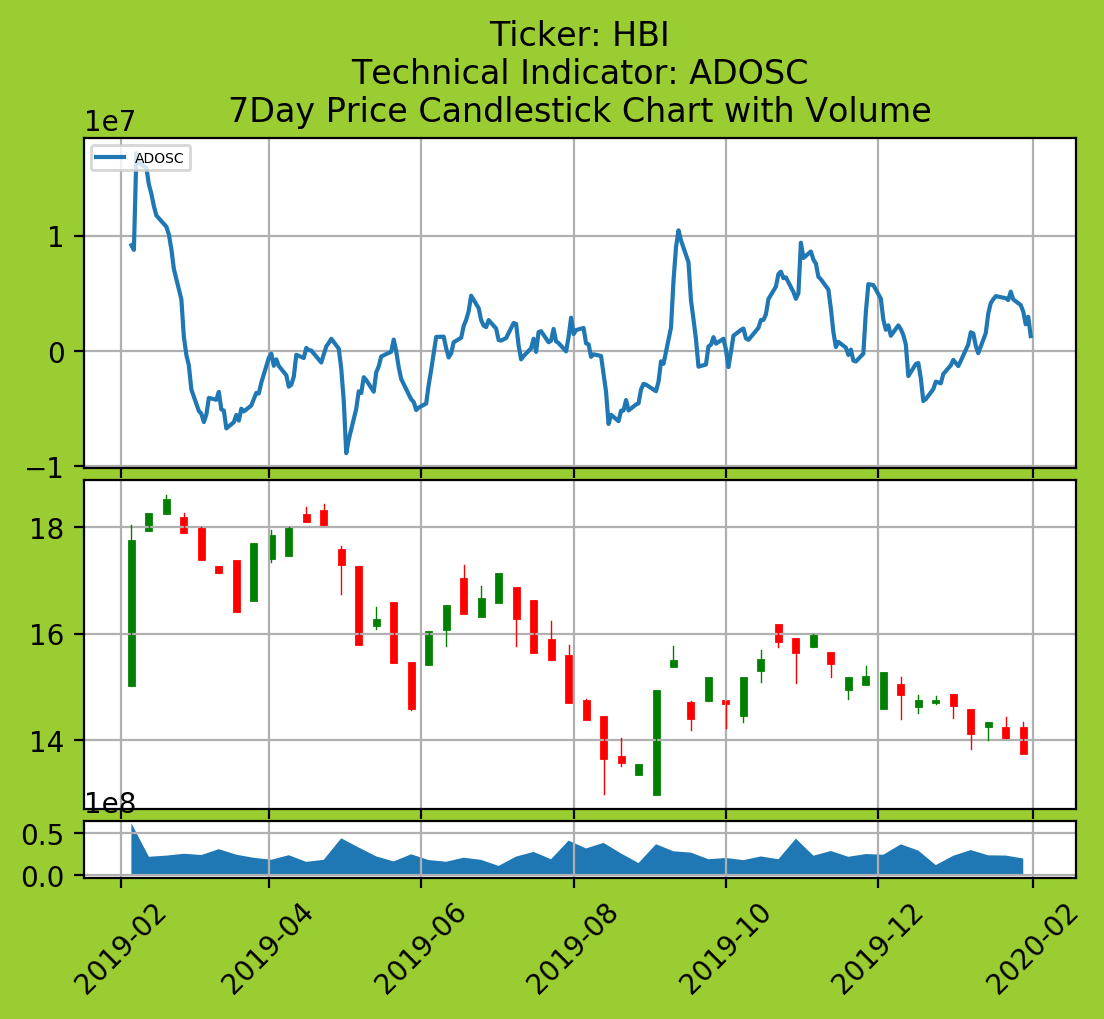 Ticker: HBI
Technical Indicator: ADOSC
7Day Price Candlestick Chart with Volume
1e7
ADOSC
1
0
−1
18
16
14
1e8
0.5
0.0
2019-02
2019-04
2019-06
2019-08
2019-10
2019-12
2020-02